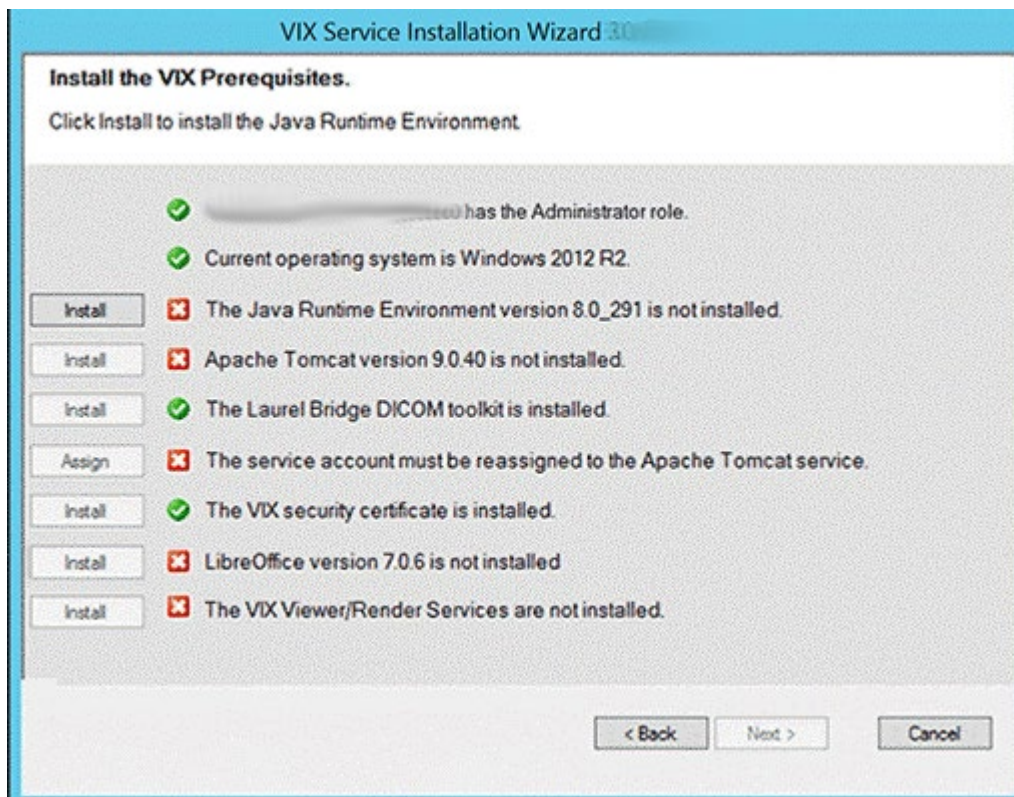 VIX Service Installation Wizard
Install the VIX Prerequisites.
Click Install to install the Java Runtime Environment.
has the Administrator role.
Current operating system is Windows 2012 R2.
Install The Java Runtime Environment version 8.0_291 is not installed.
Install Apache Tomcat version 9.0.40 is not installed.
Install The Laurel Bridge DICOM toolkit is installed.
Assign The service account must be reassigned to the Apache Tomcat service.
Install The VIX security certificate is installed.
Install LibreOffice version 7.0.6 is not installed
Install The VIX Viewer/Render Services are not installed.
< Back Next > Cancel